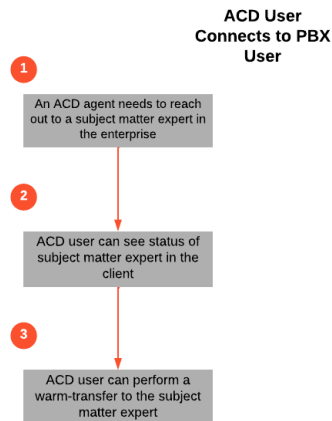 ACD User
Connects to PBX
User
1
An ACD agent needs to reach
out to a subject matter expert in
the enterprise
2
ACD user can see status of
subject matter expert in the
client
3
ACD user can perform a
warm-transfer to the subject
matter expert